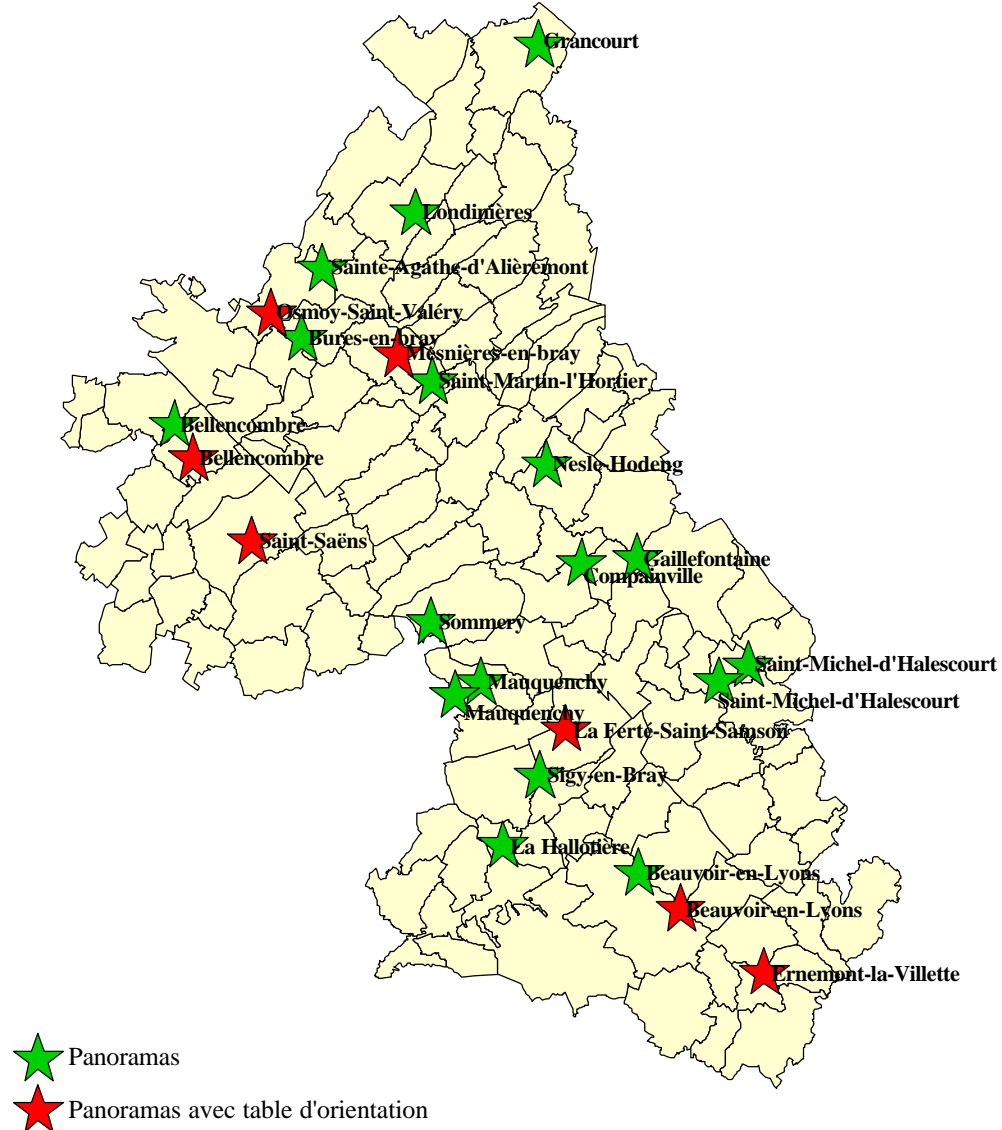 Grancourt
Londinières
Sainte-Agathe-d'Alièremont
Osmoy-Saint-Valéry
Bures-en-bray
Mesnières-en-bray
Saint-Martin-l'Hortier
Bellencombre
Bellencombre
Nesle-Hodeng
Saint-Saëns
Gaillefontaine
Compainville
Sommery
Saint-Michel-d'Halescourt
Mauquenchy
Saint-Michel-d'Halescourt
Mauquenchy
La Ferté-Saint-Samson
Sigy-en-Bray
La Hallotière
Beauvoir-en-Lyons
Beauvoir-en-Lyons
Ernemont-la-Villette
Panoramas
Panoramas avec table d'orientation